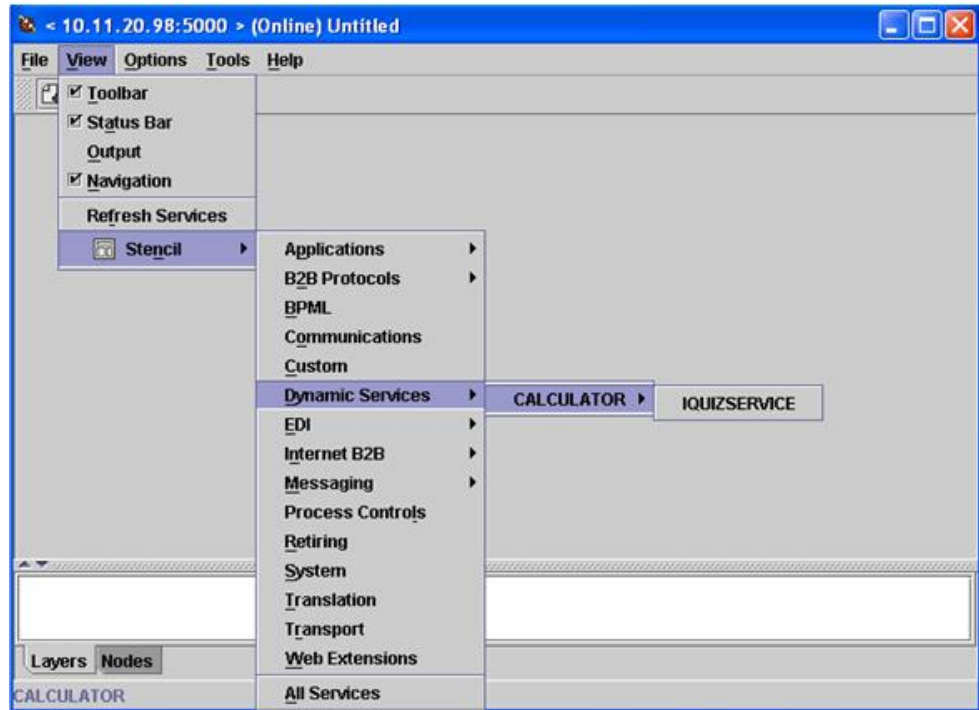 < 10.11.20.98:5000 > (Online) Untitled
File View Options Tools Help
Toolbar
Status Bar
Output
Navigation
Refresh Services
Stencil
Applications
B2B Protocols
BPML
Communications
Custom
Dynamic Services
CALCULATOR
IQUIZSERVICE
EDI
Internet B2B
Messaging
Process Controls
Retiring
System
Translation
Transport
Web Extensions
All Services
Layers Nodes
CALCULATOR